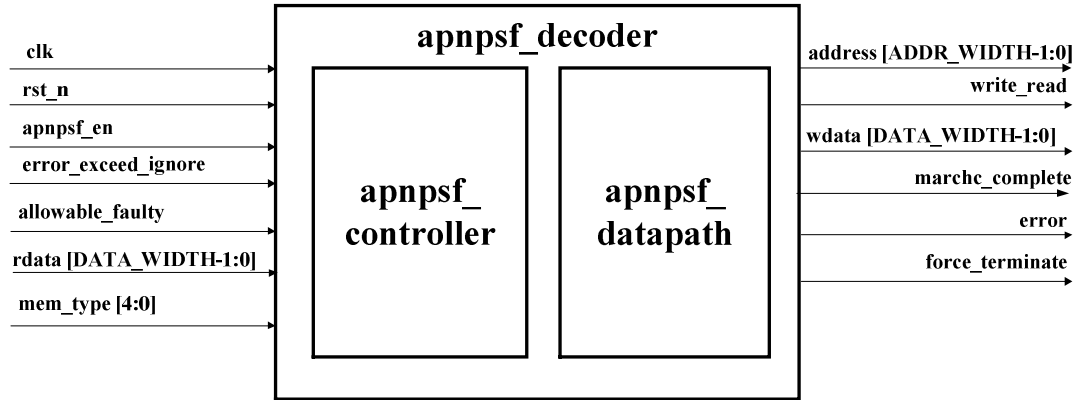 apnpsf_decoder
clk
rst_n
apnpsf_en
error_exceed_ignore
allowable_faulty
rdata [DATA_WIDTH-1:0]
mem_type [4:0]
apnpsf_
controller
apnpsf_
datapath
address [ADDR_WIDTH-1:0]
write_read
wdata [DATA_WIDTH-1:0]
marchc_complete
error
force_terminate